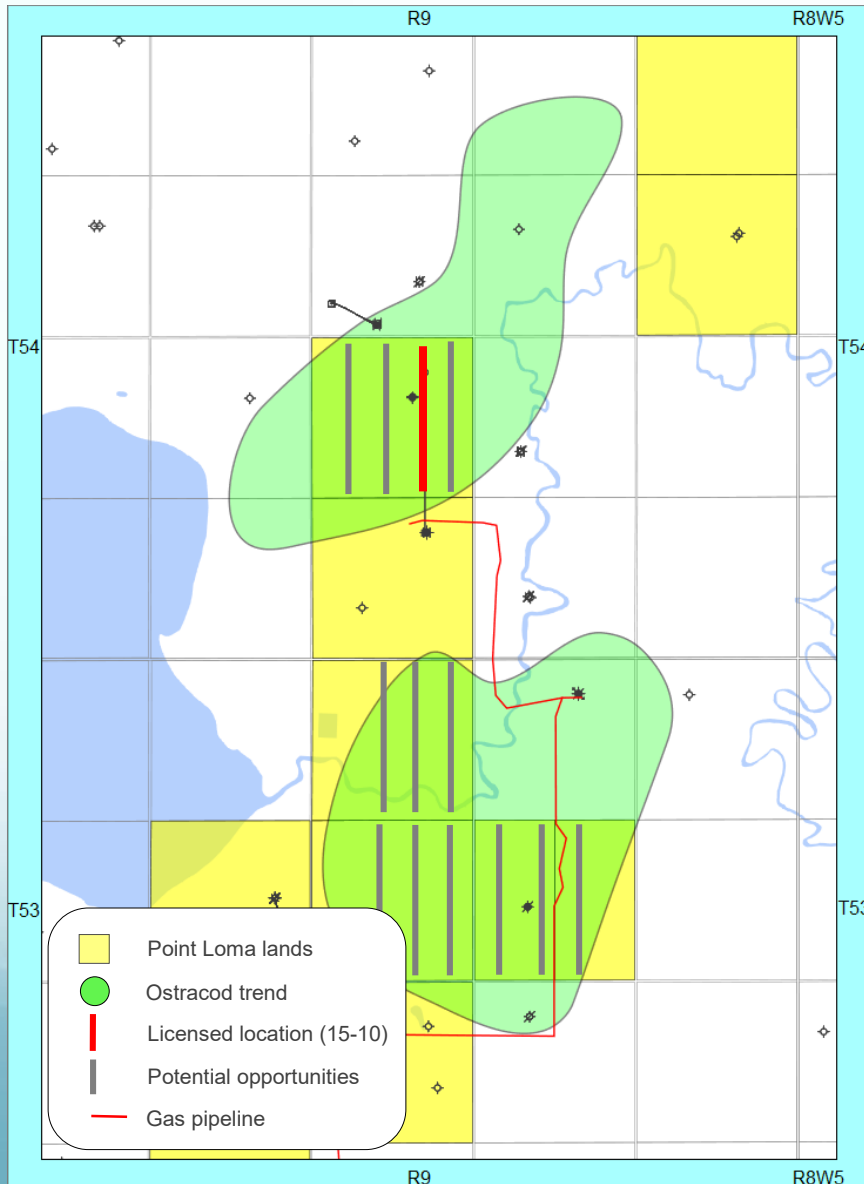 R9
R8W5
T54
T54
T53
T53
Point Loma lands
Ostracod trend
Licensed location (15-10)
Potential opportunities
Gas pipeline
R9
R8W5